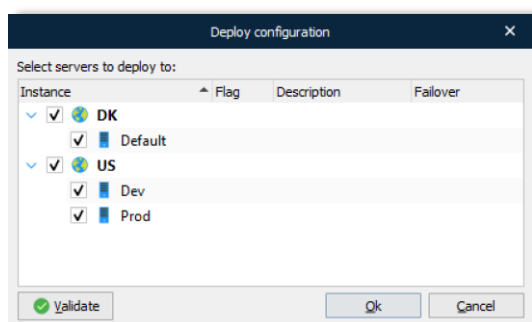 Deploy configuration
Select servers to deploy to:
Instance Flag Description Failover
DK
Default
US
Dev
Prod
Validate Ok Cancel